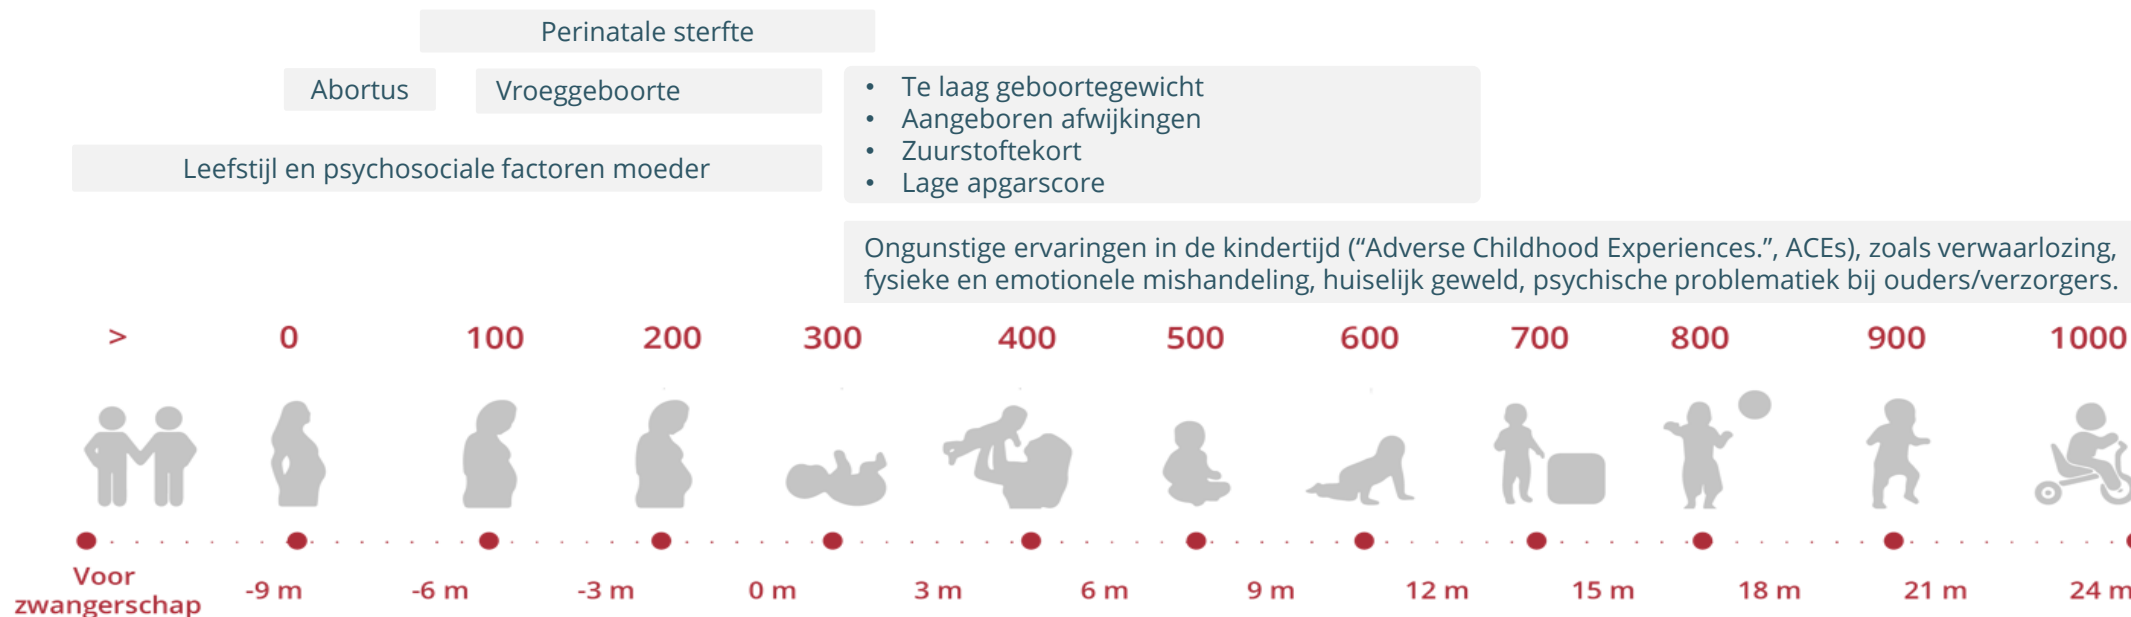 Perinatale sterfte
Abortus
Vroeggeboorte
• Te laag geboortegewicht
• Aangeboren afwijkingen
• Zuurstoftekort
• Lage apgarscore
Leefstijl en psychosociale factoren moeder
Ongunstige ervaringen in de kindertijd (“Adverse Childhood Experiences.”, ACEs), zoals verwaarlozing,
fysieke en emotionele mishandeling, huiselijk geweld, psychische problematiek bij ouders/verzorgers.
> 0 100 200 300 400 500 600 700 800 900 1000
Voor
zwangerschap
-9 m -6 m -3 m 0 m 3 m 6 m 9 m 12 m 15 m 18 m 21 m 24 m